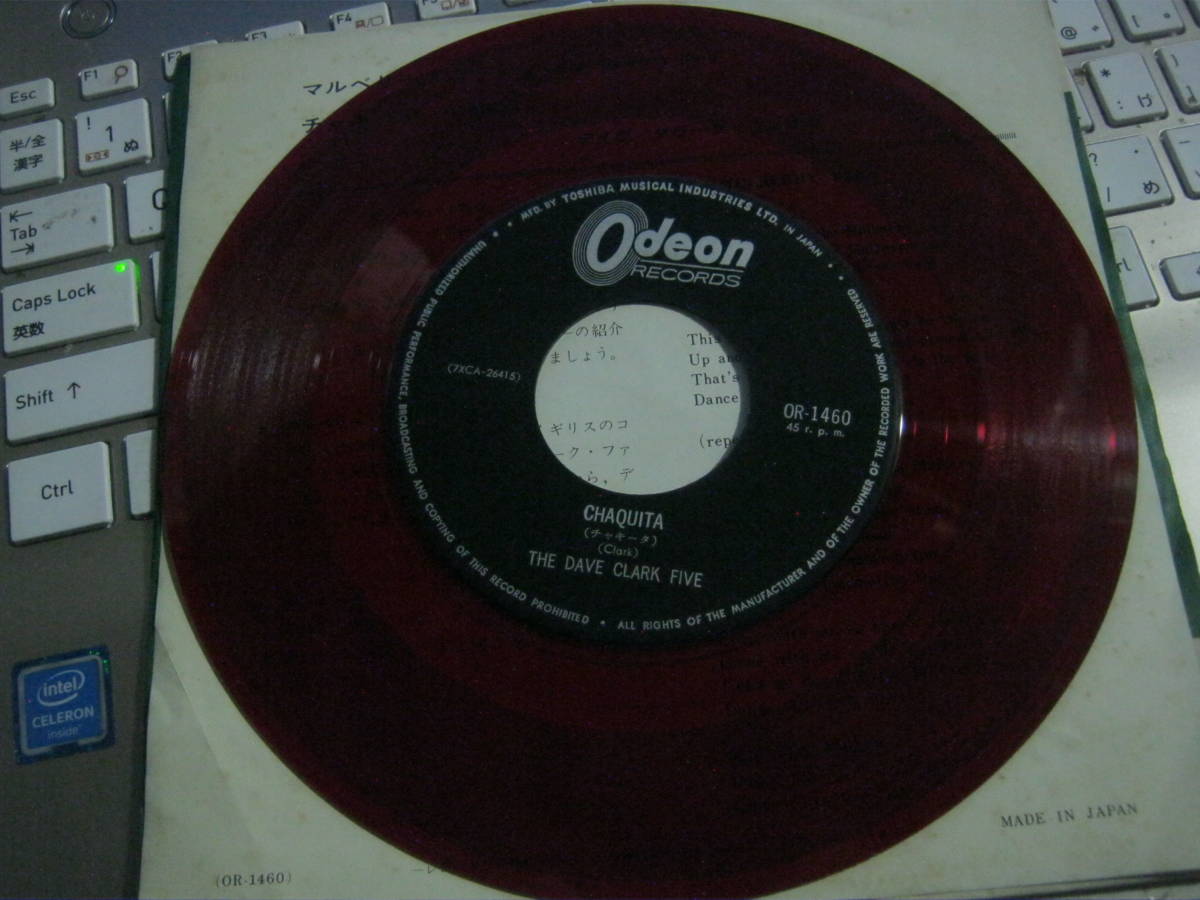 Esc
F1
F2
F3
F4
半/全
漢字
!
1 ぬ
Tab
Caps Lock
英数
Shift ↑
Ctrl
intel
CELERON
inside
@ 
* : け
?
/ め
マルベ
MFD. BY TOSHIBA MUSICAL INDUSTRIES LTD. IN JAPAN
Odeon
RECORDS
の紹介
ましょう。
This
Up and
That's
Dance
(7XCA-26415)
OR-1460
45 r. p. m.
ギリスのコ
ーク・ファ
ら，デ
(repe
CHAQUITA
(チャキータ)
(Clark)
THE DAVE CLARK FIVE
UNAUTHORIZED PUBLIC PERFORMANCE, BROADCASTING AND COPYING OF THIS RECORD PROHIBITED • ALL RIGHTS OF THE MANUFACTURER AND OF THE OWNER OF THE RECORDED WORK ARE RESERVED
MADE IN JAPAN
(OR-1460)